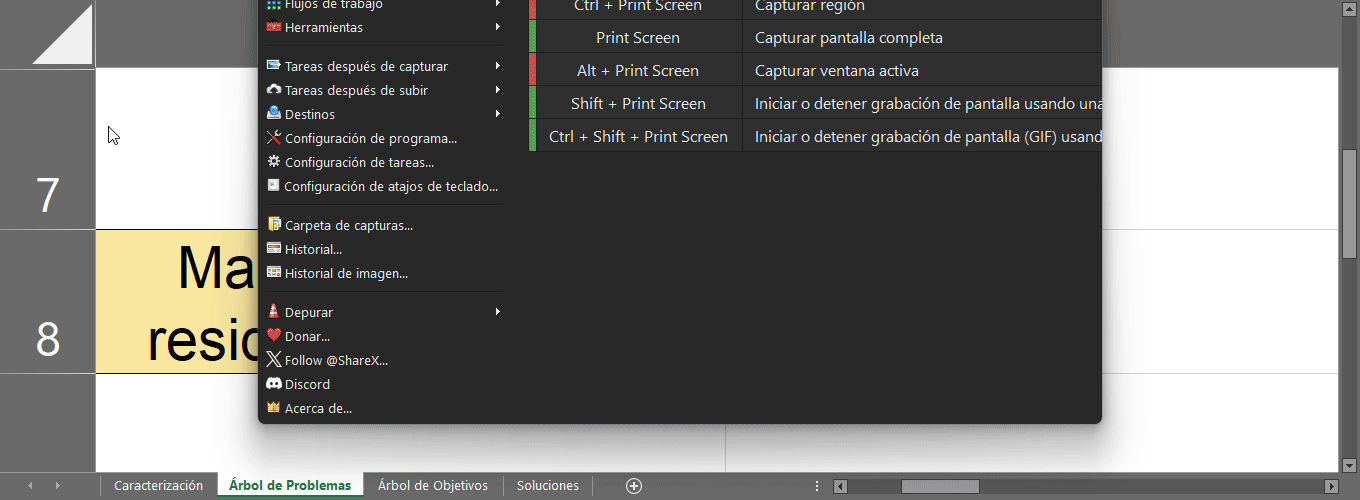 Flujos de trabajo
Herramientas
Tareas después de capturar
Tareas después de subir
Destinos
Configuración de programa...
Configuración de tareas...
Configuración de atajos de teclado...
Carpeta de capturas...
Historial...
Historial de imagen...
Depurar
Donar...
Follow @ShareX...
Discord
Acerca de...
Ctrl + Print Screen Capturar región
Print Screen Capturar pantalla completa
Alt + Print Screen Capturar ventana activa
Shift + Print Screen Iniciar o detener grabación de pantalla usando una
Ctrl + Shift + Print Screen Iniciar o detener grabación de pantalla (GIF) usand
7
8
Ma
resid
Caracterización Árbol de Problemas Árbol de Objetivos Soluciones